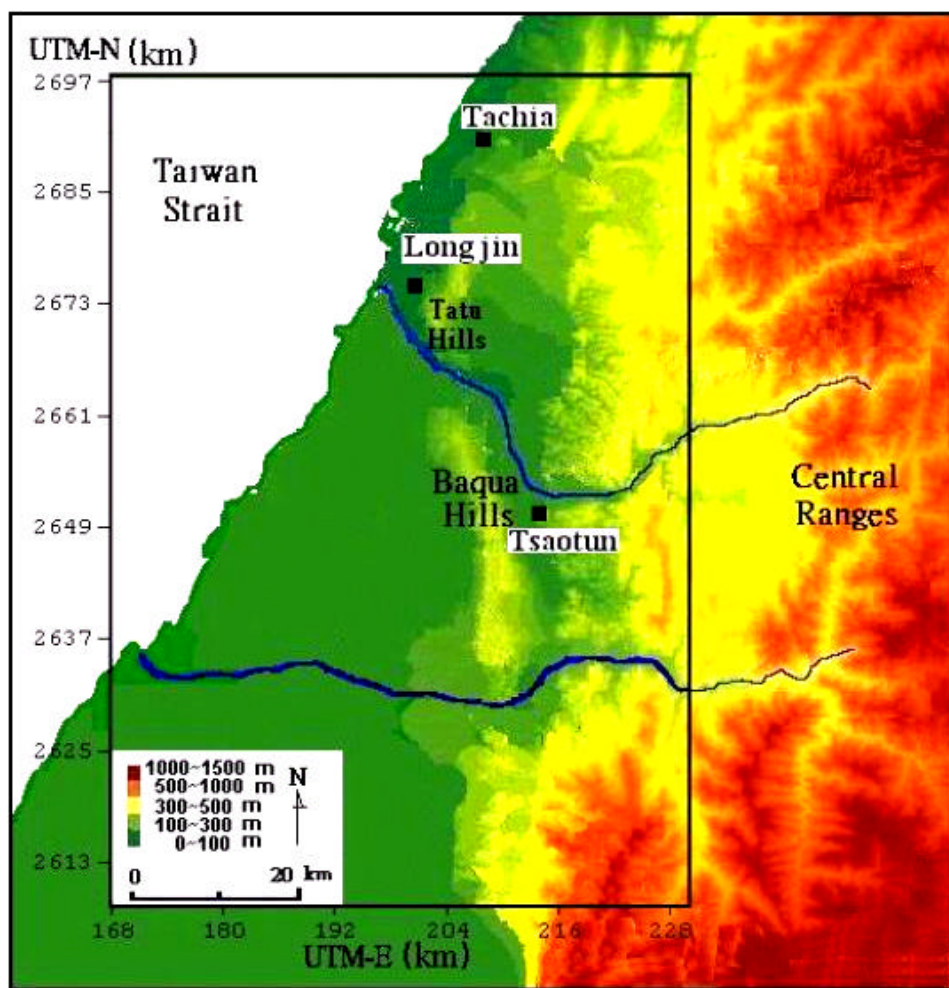 UTM-N (km)
2697
Tachia
Taiwan
Strait
2685
Long jin
2673
Tatu
Hills
2661
Baqua
Hills
Central
Ranges
2649
Tsaotun
2637
2625
1000~1500 m
500~1000 m
300~500 m
100~300 m
0~100 m
N
2613
0 20 km
168 180 192 204 216 228
UTM-E (km)